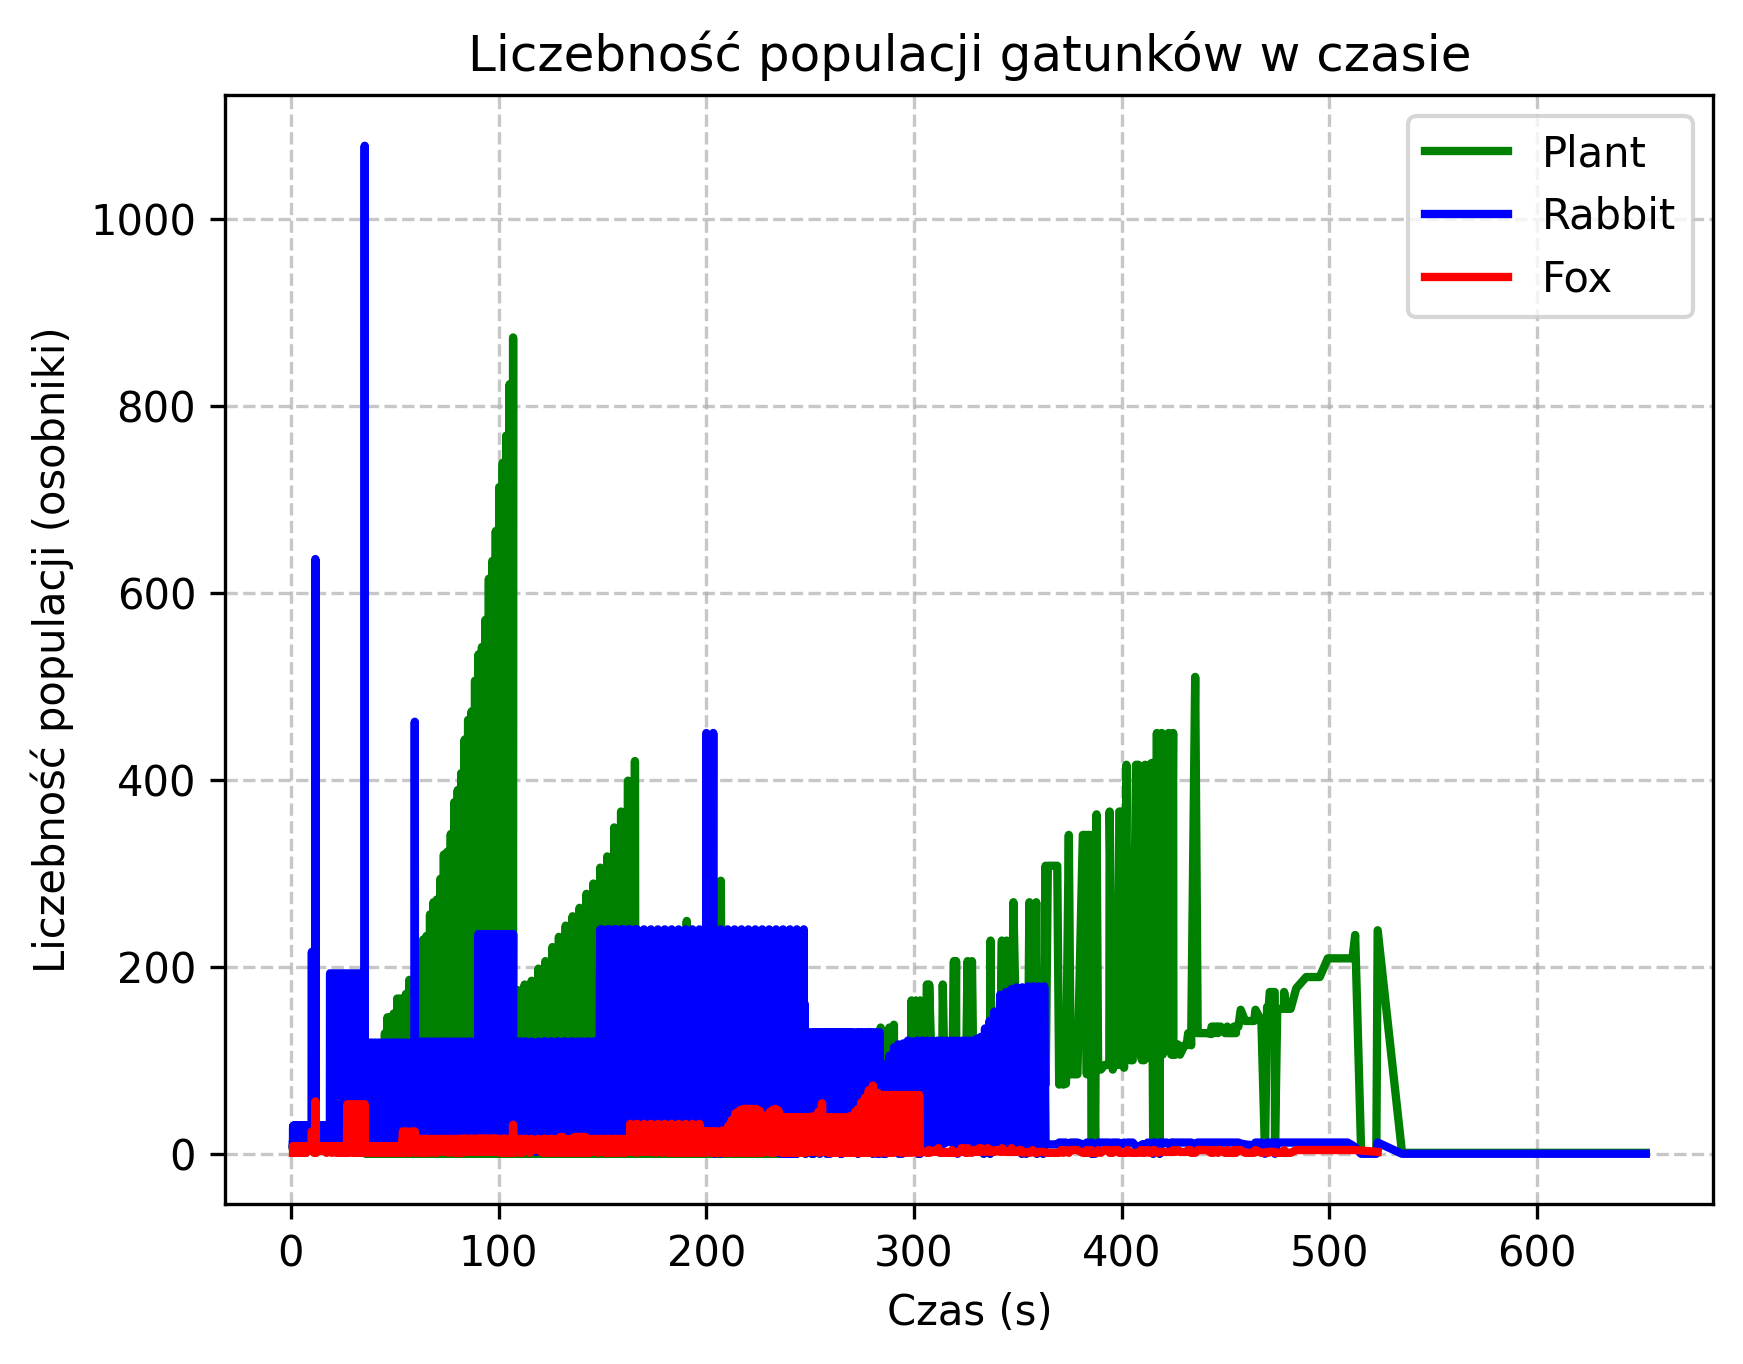 Liczebność populacji gatunków w czasie
Plant
Rabbit
Fox
Liczebność populacji (osobniki)
1000
800
600
400
200
0
0 100 200 300 400 500 600
Czas (s)